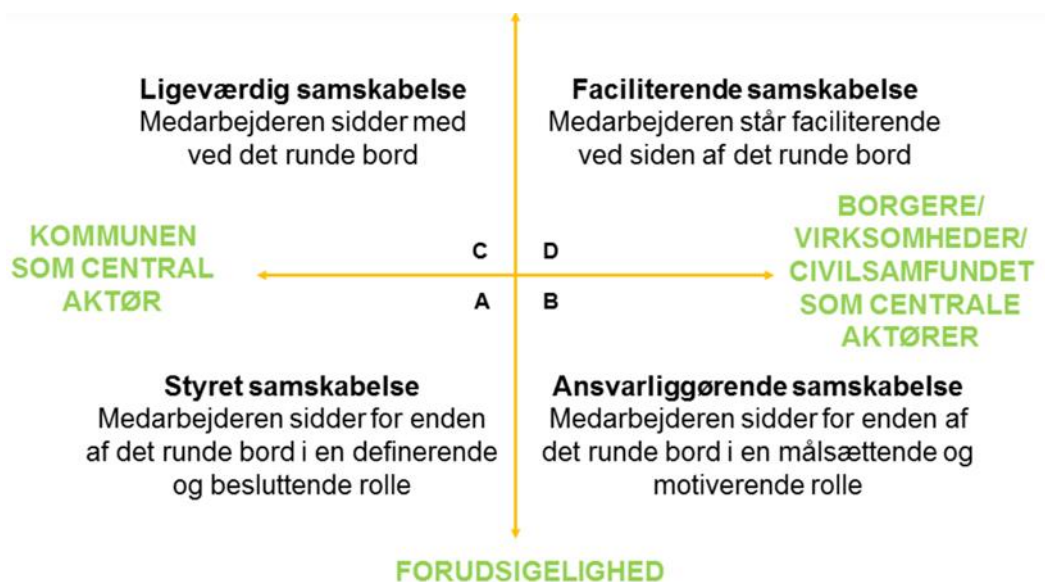 Ligeværdig samskabelse
Medarbejderen sidder med
ved det runde bord
Faciliterende samskabelse
Medarbejderen står faciliterende
ved siden af det runde bord
KOMMUNEN
SOM CENTRAL
AKTØR
C
D
A
B
BORGERE/
VIRKSOMHEDER/
CIVILSAMFUNDET
SOM CENTRALE
AKTØRER
Styret samskabelse
Medarbejderen sidder for enden
af det runde bord i en definerende
og besluttende rolle
Ansvarliggørende samskabelse
Medarbejderen sidder for enden af
det runde bord i en målsættende og
motiverende rolle
FORUDSIGELIGHED